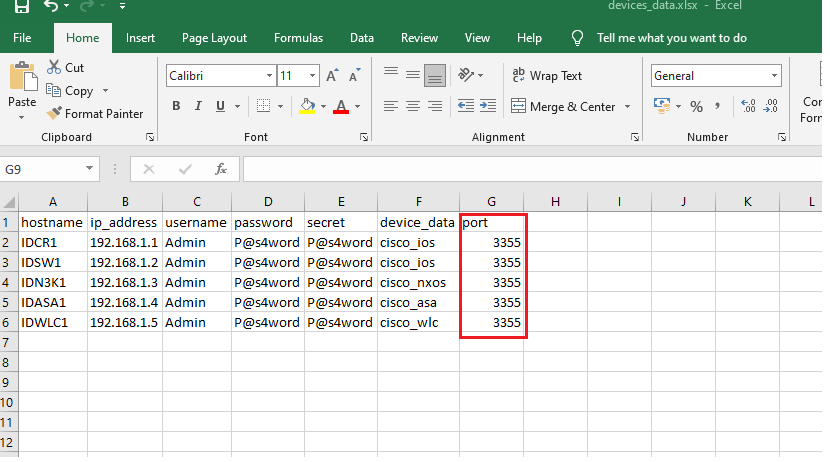 devices_data.xlsx - Excel
File Home Insert Page Layout Formulas Data Review View Help Tell me what you want to do
Paste
Cut
Copy
Format Painter
Calibri 11 A A
B I U A
ab Wrap Text
Merge & Center
General
% , .0 .00 .00 .0
Con
Form
Clipboard Font Alignment Number
G9 fx
A B C D E F G H I J K L
1 hostname ip_address username password secret device_data port
2 IDCR1 192.168.1.1 Admin P@s4word P@s4word cisco_ios 3355
3 IDSW1 192.168.1.2 Admin P@s4word P@s4word cisco_ios 3355
4 IDN3K1 192.168.1.3 Admin P@s4word P@s4word cisco_nxos 3355
5 IDASA1 192.168.1.4 Admin P@s4word P@s4word cisco_asa 3355
6 IDWLC1 192.168.1.5 Admin P@s4word P@s4word cisco_wlc 3355
7
8
9
10
11
12